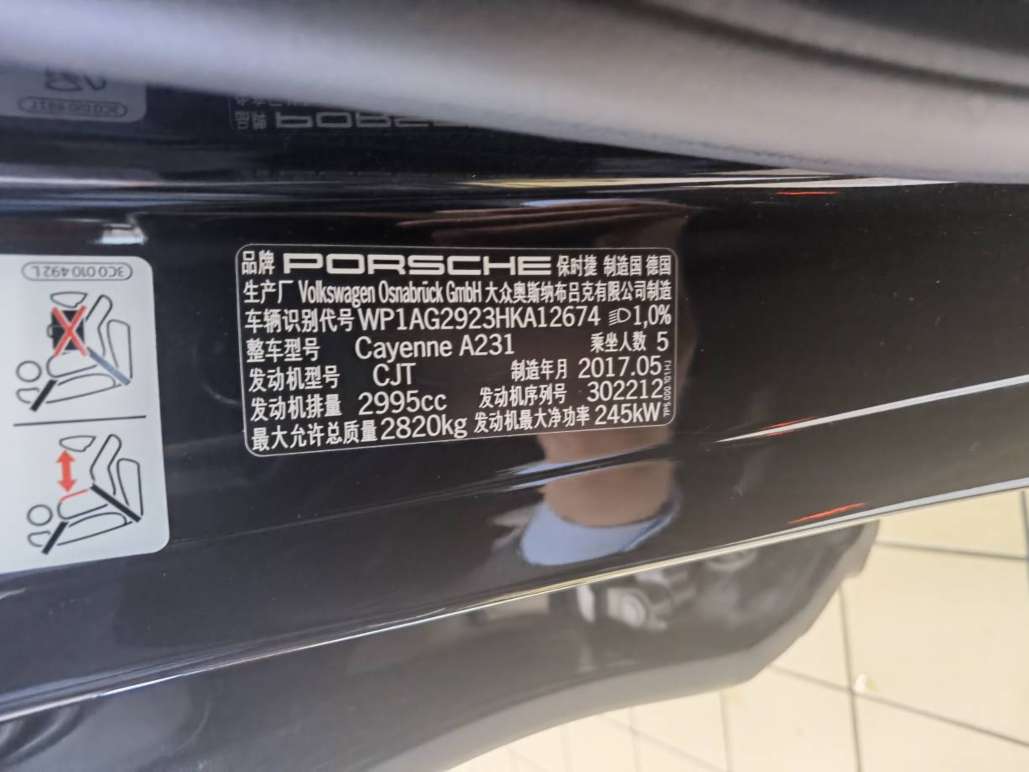 品牌 PORSCHE 保时捷 制造国 德国
生产厂 Volkswagen Osnabrück GmbH 大众奥斯纳布吕克有限公司制造
车辆识别代号 WP1AG2923HKA12674 1,0%
整车型号 Cayenne A231 乘坐人数 5
发动机型号 CJT 制造年月 2017.05
发动机排量 2995cc 发动机序列号 302212
最大允许总质量 2820kg 发动机最大净功率 245kW
3C0 010 492 L